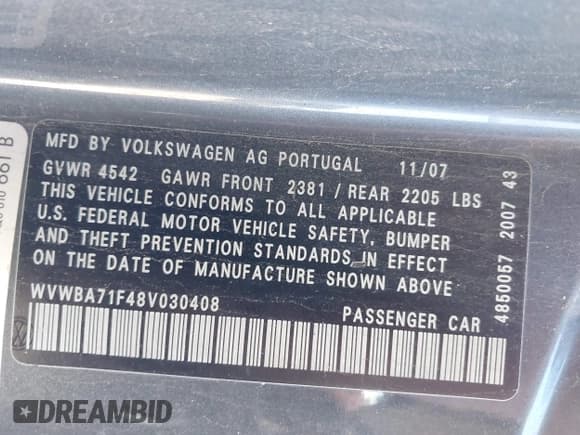 MFD BY VOLKSWAGEN AG PORTUGAL 11/07
GVWR 4542 GAWR FRONT 2381 / REAR 2205 LBS
THIS VEHICLE CONFORMS TO ALL APPLICABLE
U.S. FEDERAL MOTOR VEHICLE SAFETY, BUMPER
AND THEFT PREVENTION STANDARDS IN EFFECT
ON THE DATE OF MANUFACTURE SHOWN ABOVE
WVWBA71F48V030408 PASSENGER CAR
4850057 2007 43
661 B
DREAMBID